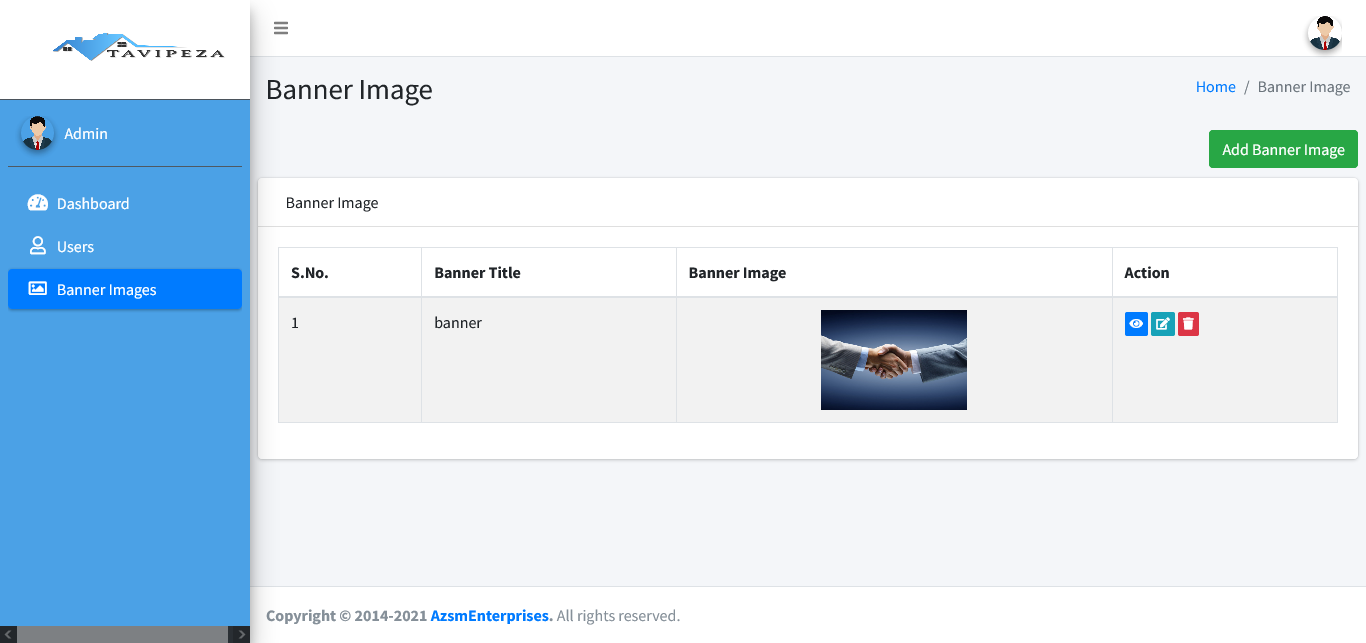 TAVIPEZA
Banner Image
Home / Banner Image
Admin
Add Banner Image
Dashboard
Users
Banner Images
Banner Image
S.No. Banner Title Banner Image Action
1 banner
Copyright © 2014-2021 AzsmEnterprises. All rights reserved.